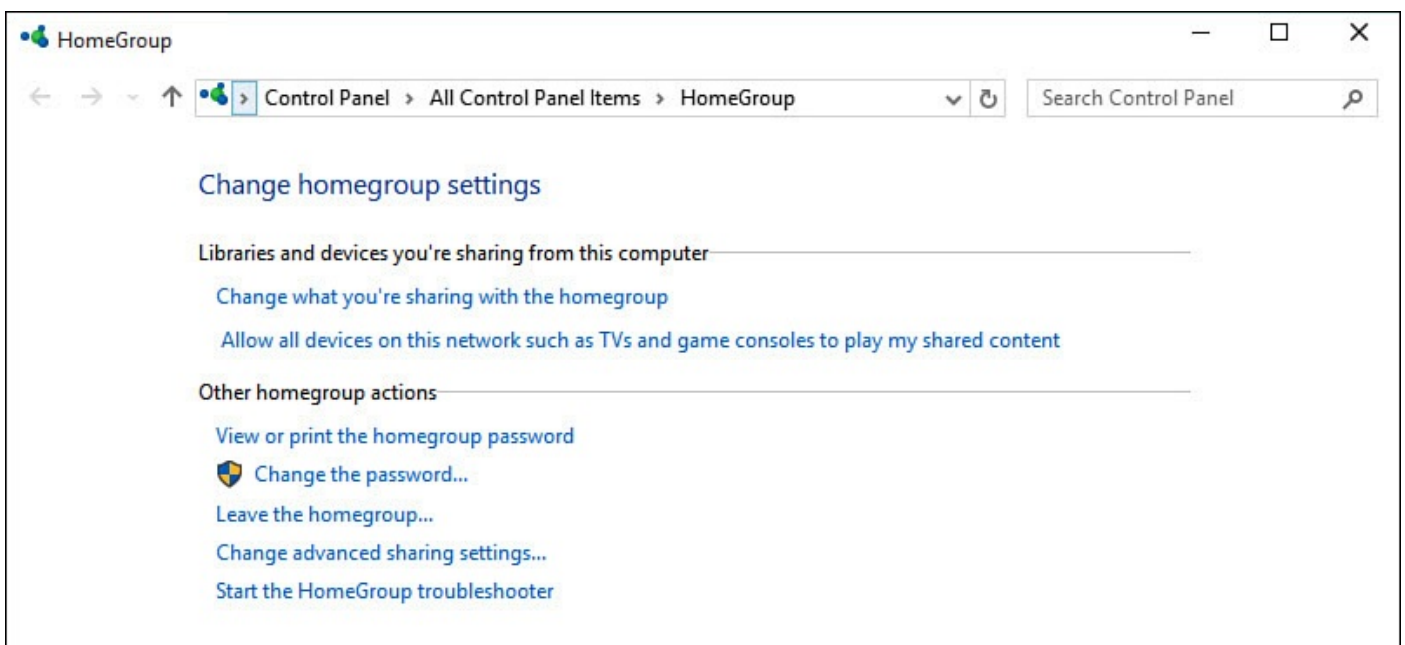 HomeGroup
Control Panel > All Control Panel Items > HomeGroup
Search Control Panel
Change homegroup settings
Libraries and devices you're sharing from this computer
Change what you're sharing with the homegroup
Allow all devices on this network such as TVs and game consoles to play my shared content
Other homegroup actions
View or print the homegroup password
Change the password...
Leave the homegroup...
Change advanced sharing settings...
Start the HomeGroup troubleshooter